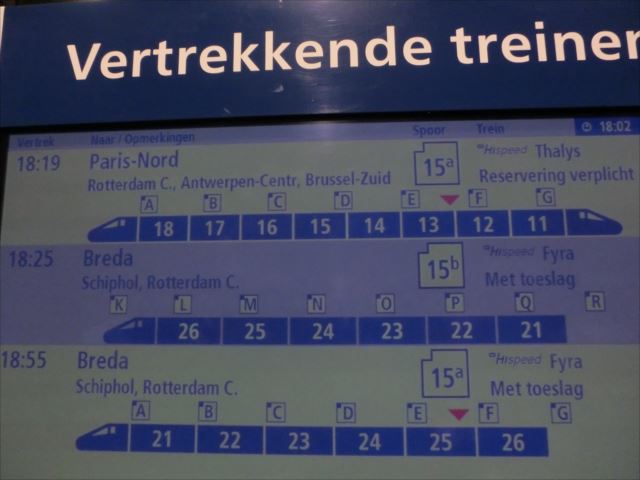 Vertrekkende treinen
Vertrek Naar / Opmerkingen Spoor Trein 18:02
18:19 Paris-Nord 15a Hispeed Thalys
Rotterdam C., Antwerpen-Centr, Brussel-Zuid Reservering verplicht
A B C D E F G
18 17 16 15 14 13 12 11
18:25 Breda 15b Hispeed Fyra
Schiphol, Rotterdam C. Met toeslag
K L M N O P Q R
26 25 24 23 22 21
18:55 Breda 15a Hispeed Fyra
Schiphol, Rotterdam C. Met toeslag
A B C D E F G
21 22 23 24 25 26